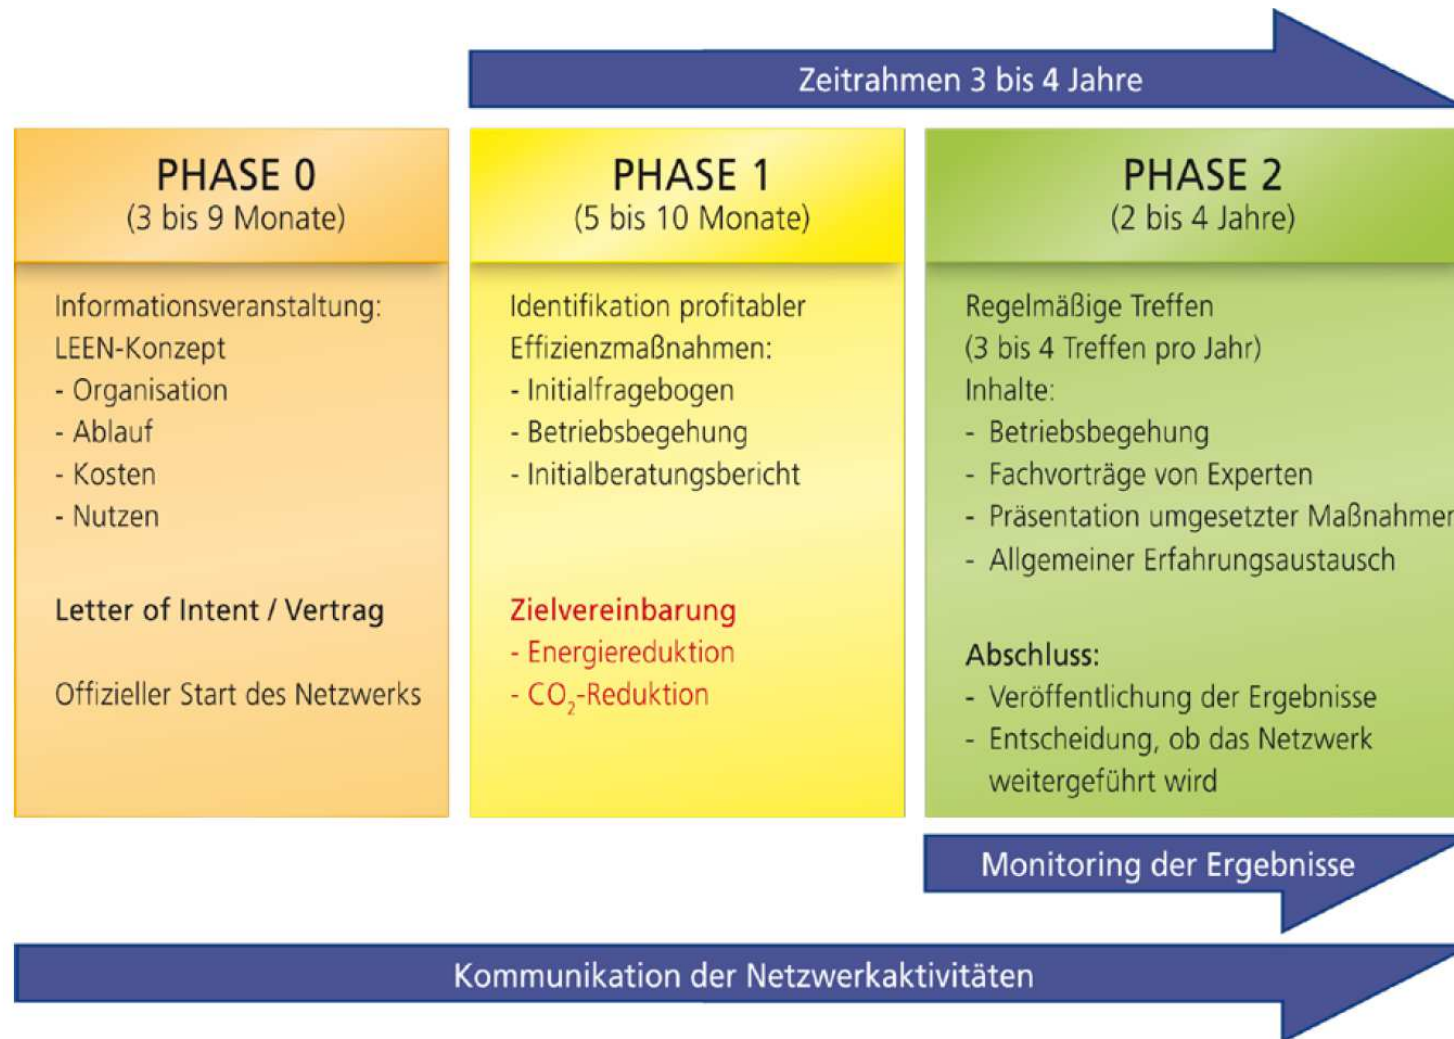 Zeitrahmen 3 bis 4 Jahre
PHASE 0
(3 bis 9 Monate)
Informationsveranstaltung:
LEEN-Konzept
- Organisation
- Ablauf
- Kosten
- Nutzen
Letter of Intent / Vertrag
Offizieller Start des Netzwerks
PHASE 1
(5 bis 10 Monate)
Identifikation profitabler
Effizienzmaßnahmen:
- Initialfragebogen
- Betriebsbegehung
- Initialberatungsbericht
Zielvereinbarung
- Energiereduktion
- CO₂-Reduktion
PHASE 2
(2 bis 4 Jahre)
Regelmäßige Treffen
(3 bis 4 Treffen pro Jahr)
Inhalte:
- Betriebsbegehung
- Fachvorträge von Experten
- Präsentation umgesetzter Maßnahmen
- Allgemeiner Erfahrungsaustausch
Abschluss:
- Veröffentlichung der Ergebnisse
- Entscheidung, ob das Netzwerk
weitergeführt wird
Monitoring der Ergebnisse
Kommunikation der Netzwerkaktivitäten